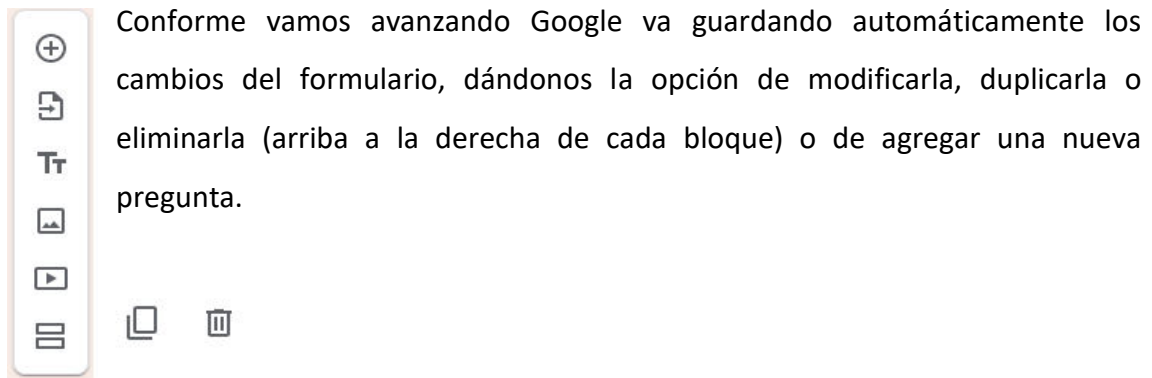 Conforme vamos avanzando Google va guardando automáticamente los
cambios del formulario, dándonos la opción de modificarla, duplicarla o
eliminarla (arriba a la derecha de cada bloque) o de agregar una nueva
pregunta.